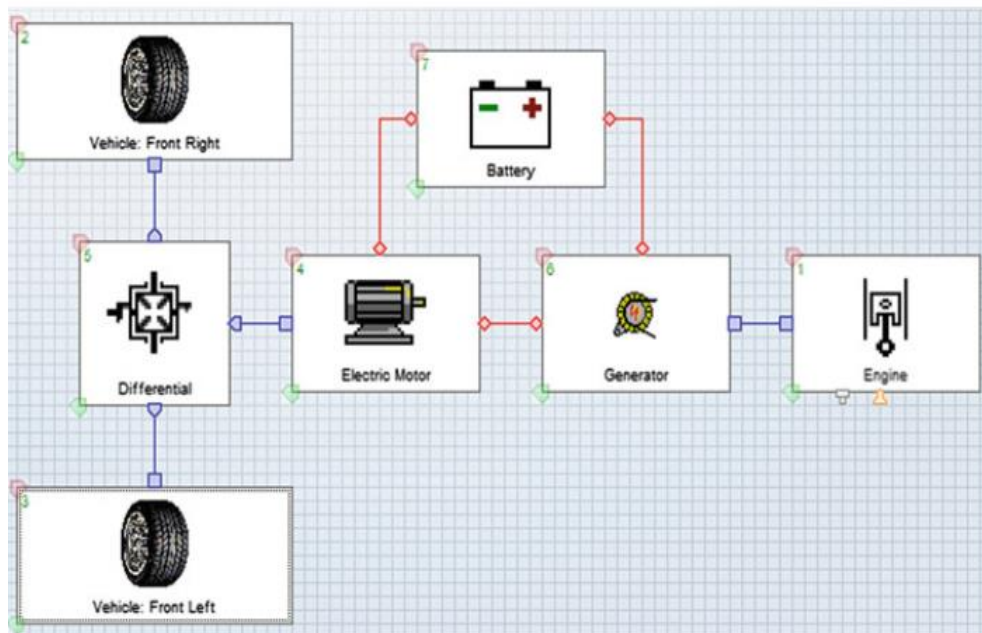 2
Vehicle: Front Right
7
Battery
5
Differential
4
Electric Motor
6
Generator
1
Engine
3
Vehicle: Front Left